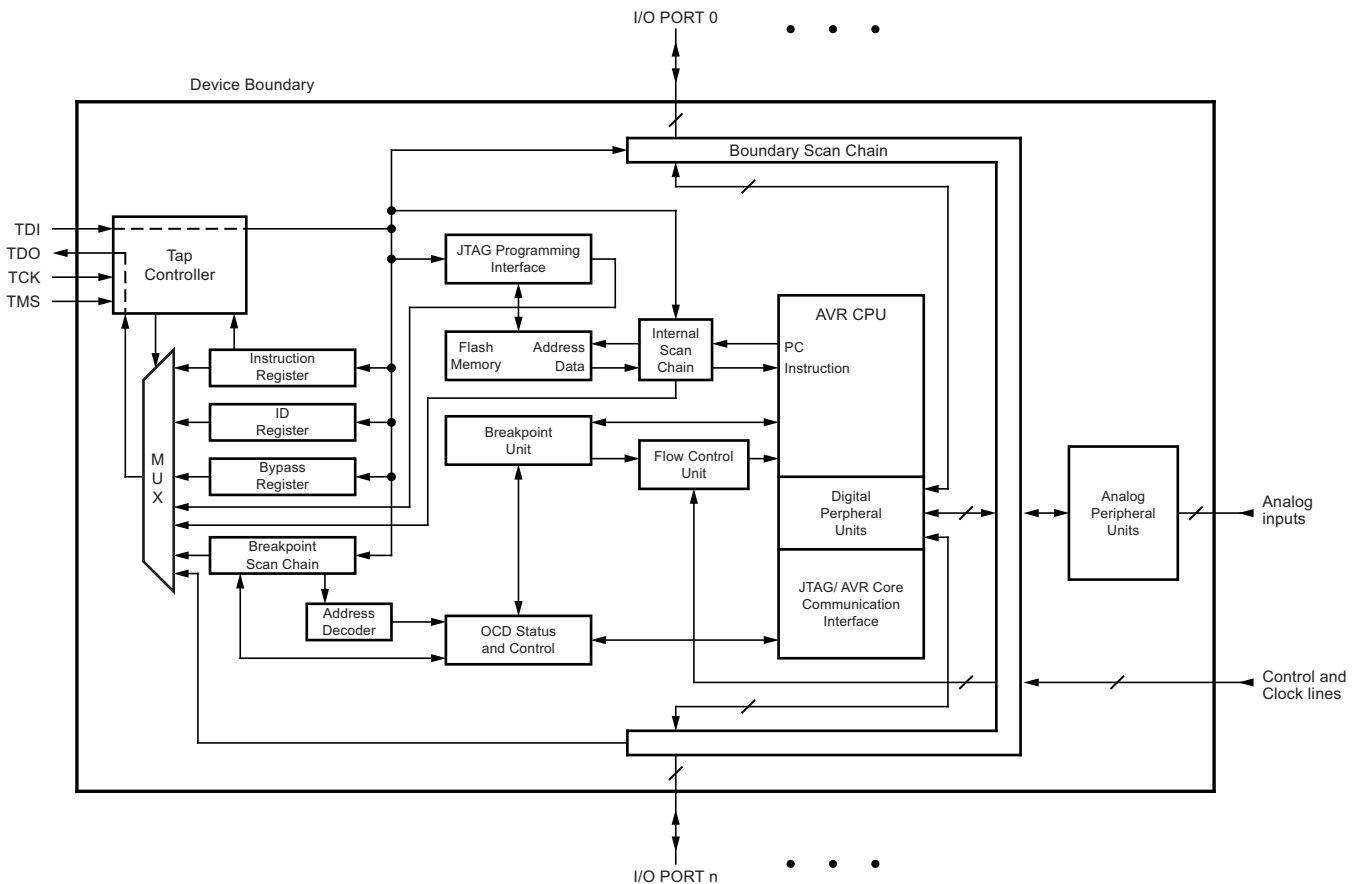 I/O PORT 0
Device Boundary
Boundary Scan Chain
TDI
TDO
TCK
TMS
Tap
Controller
JTAG Programming
Interface
AVR CPU
Internal
Scan
Chain
Flash
Memory
Address
Data
PC
Instruction
Instruction
Register
ID
Register
Breakpoint
Unit
Flow Control
Unit
M
U
X
Bypass
Register
Digital
Perpheral
Units
Analog
Peripheral
Units
Analog
inputs
Breakpoint
Scan Chain
Address
Decoder
OCD Status
and Control
JTAG/ AVR Core
Communication
Interface
Control and
Clock lines
I/O PORT n